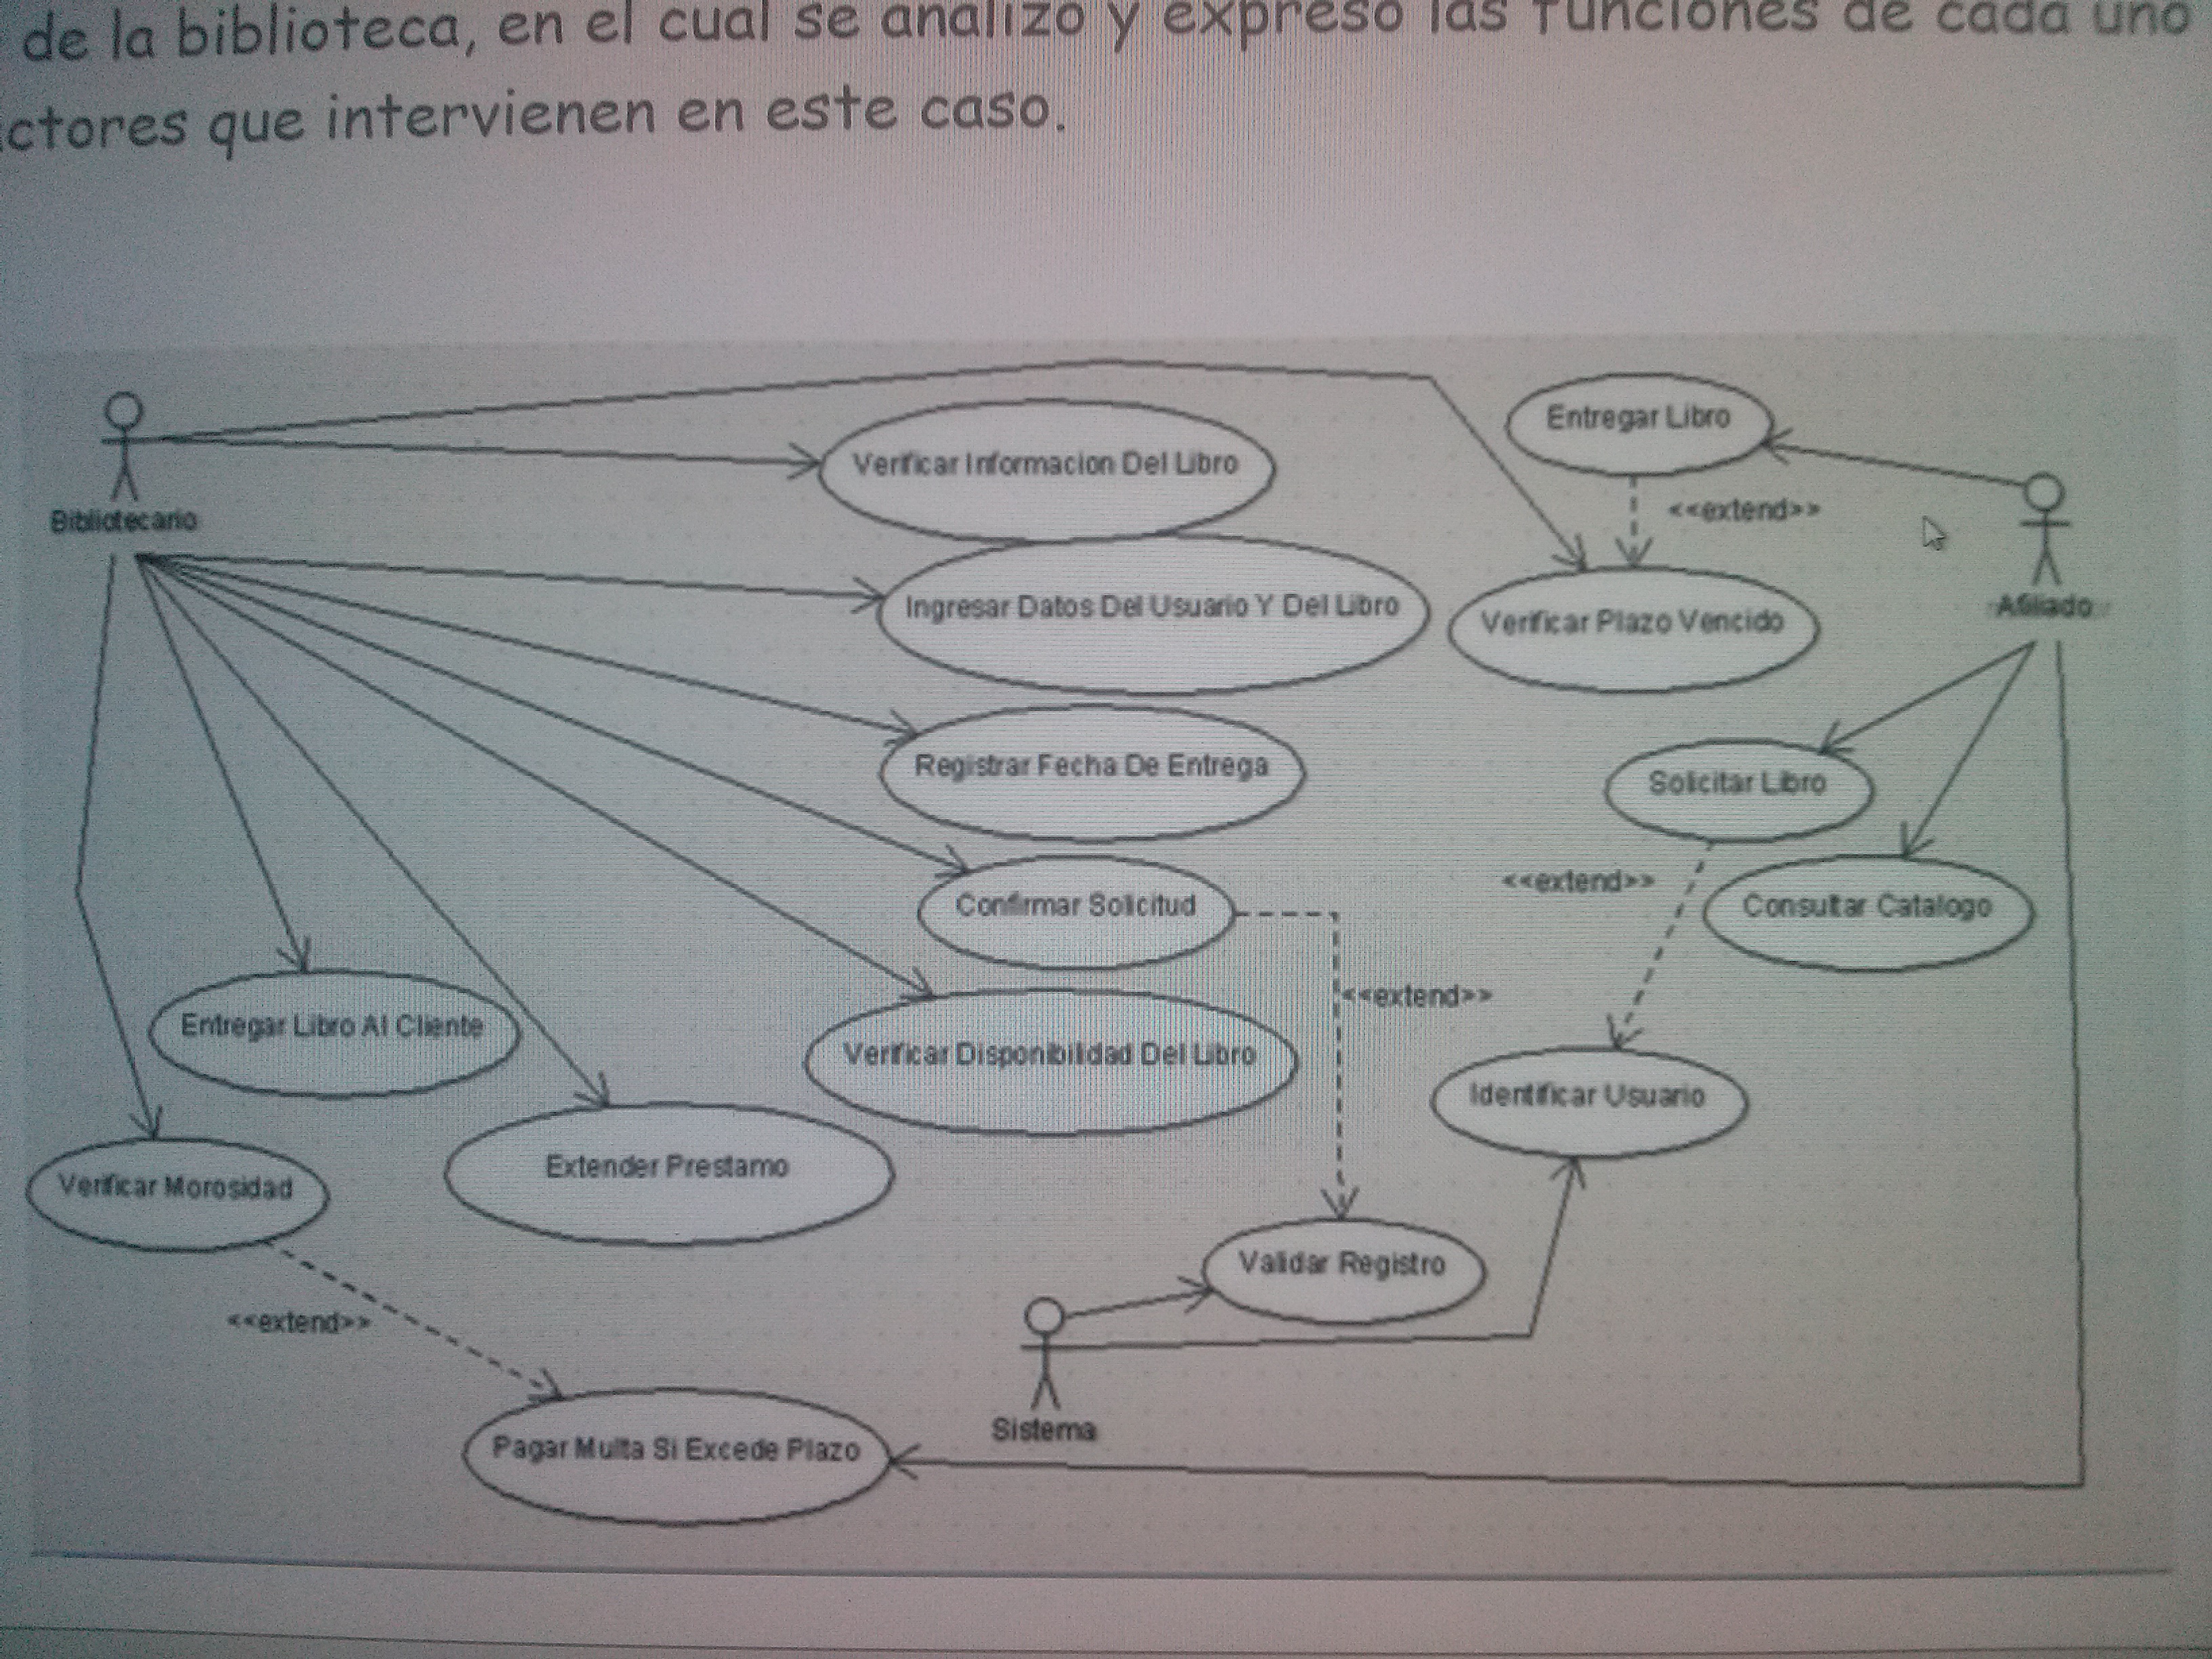 de la biblioteca, en el cual se analizo y expreso las funciones de cada uno
ctores que intervienen en este caso.
Bibliotecario
Verificar Informacion Del Libro
Entregar Libro
<<extend>>
Ingresar Datos Del Usuario Y Del Libro
Verificar Plazo Vencido
Afiliado
Registrar Fecha De Entrega
Solicitar Libro
<<extend>>
Confirmar Solicitud
Consultar Catalogo
<<extend>>
Entregar Libro Al Cliente
Verificar Disponibilidad Del Libro
Identificar Usuario
Verificar Morosidad
Extender Prestamo
Validar Registro
<<extend>>
Sistema
Pagar Multa Si Excede Plazo